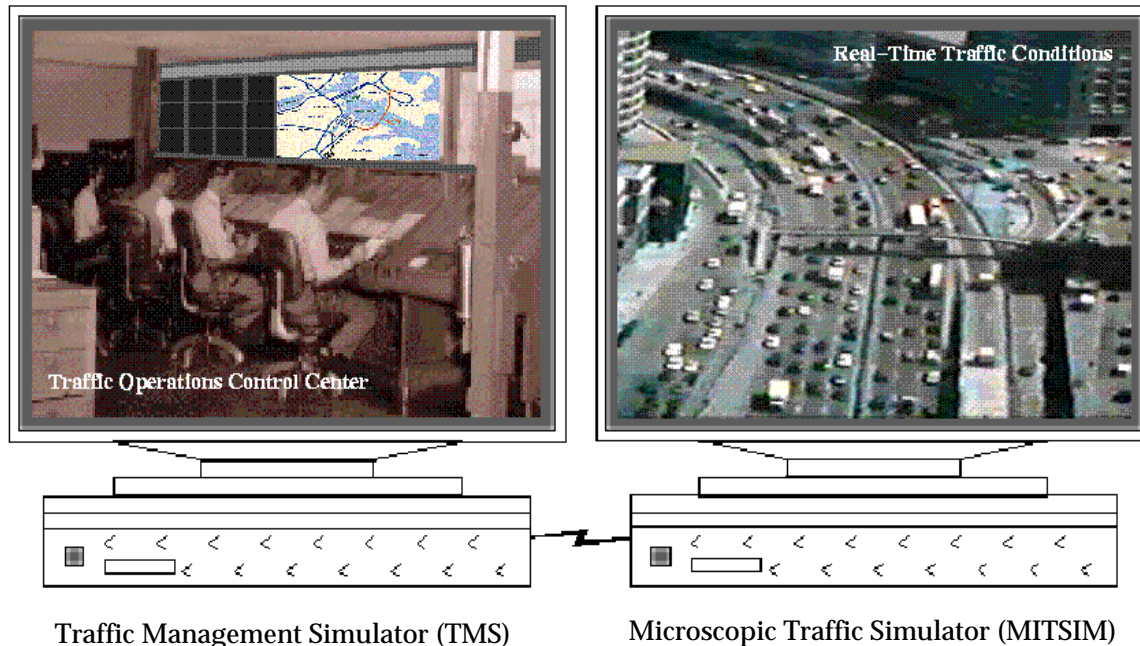 Real-Time Traffic Conditions
Traffic Operations Control Center
Traffic Management Simulator (TMS)
Microscopic Traffic Simulator (MITSIM)